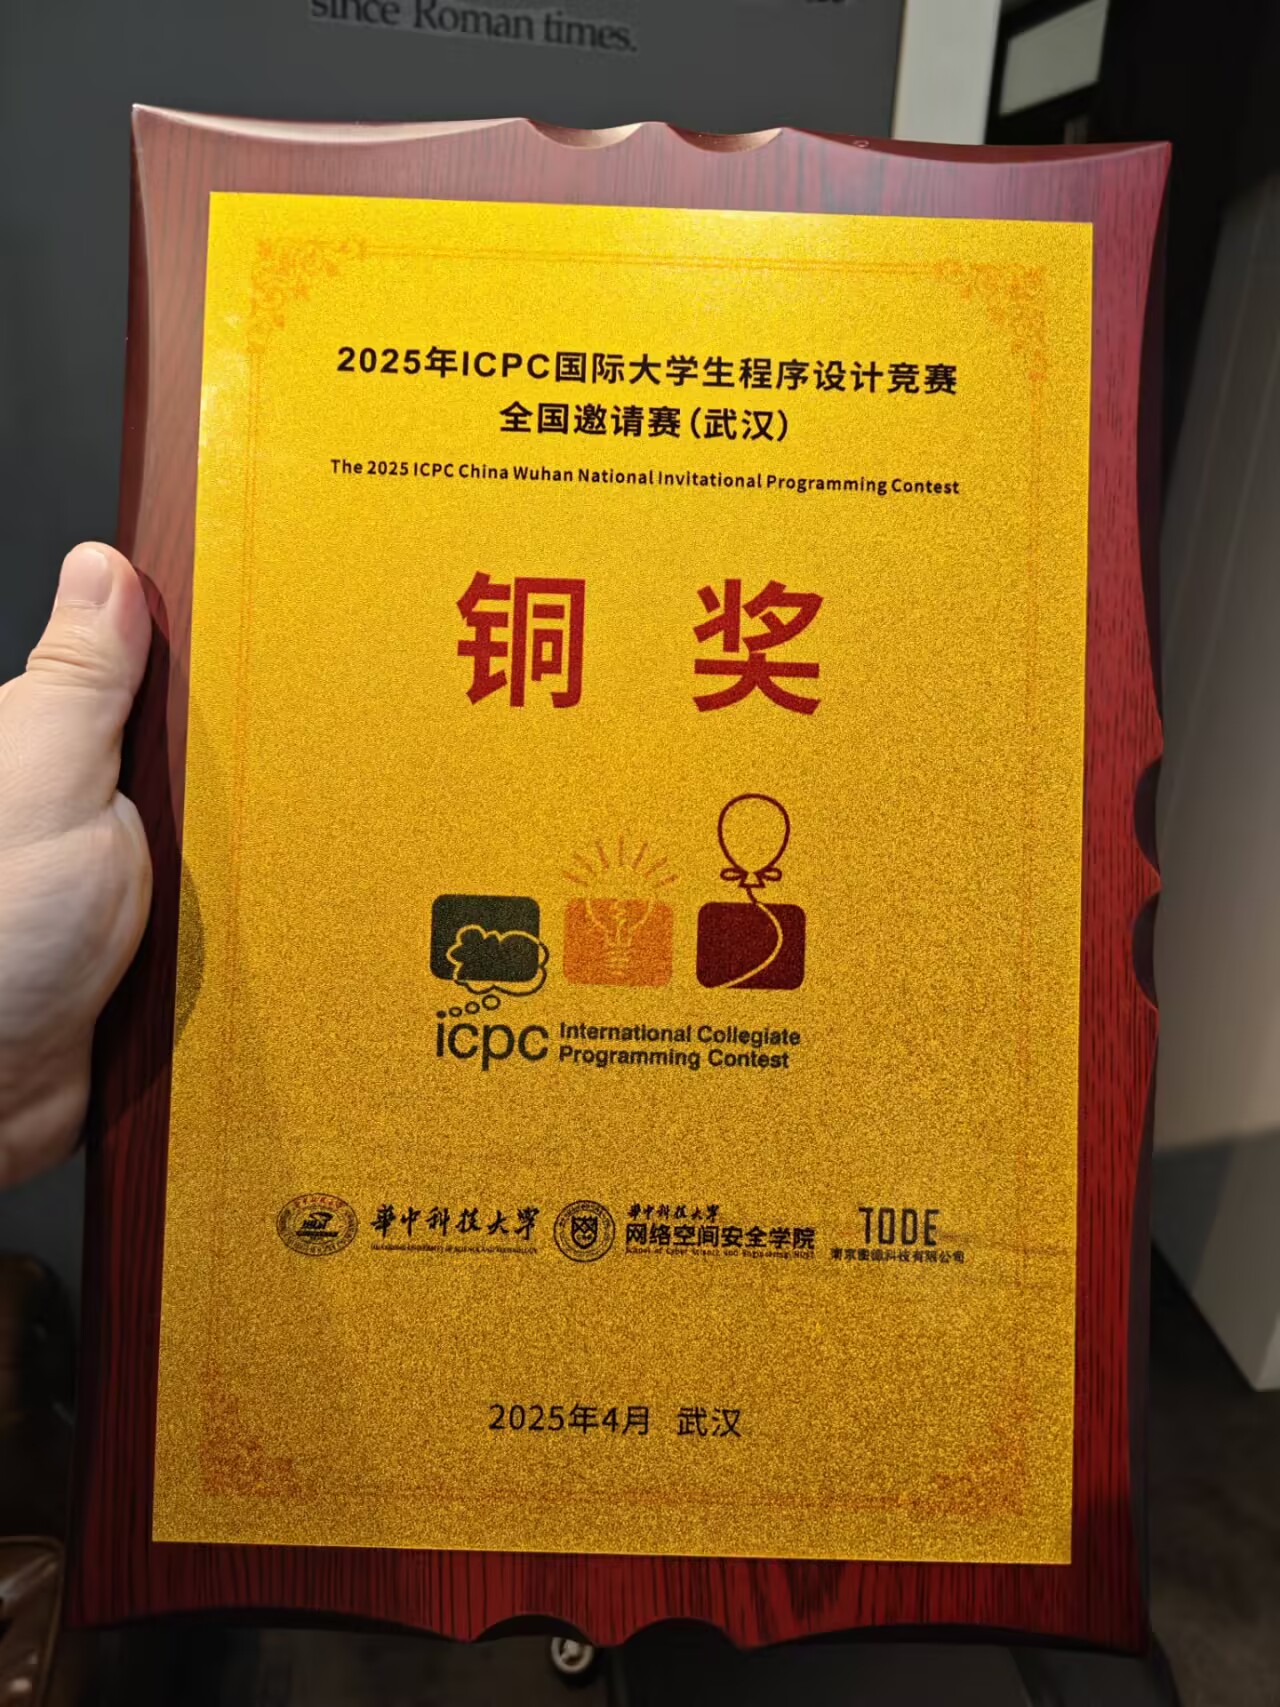 since Roman times.
2025年ICPC国际大学生程序设计竞赛
全国邀请赛(武汉)
The 2025 ICPC China Wuhan National Invitational Programming Contest
铜 奖
icpc International Collegiate
Programming Contest
華中科技大學
華中科技大學
网络空间安全学院
TODE
2025年4月 武汉